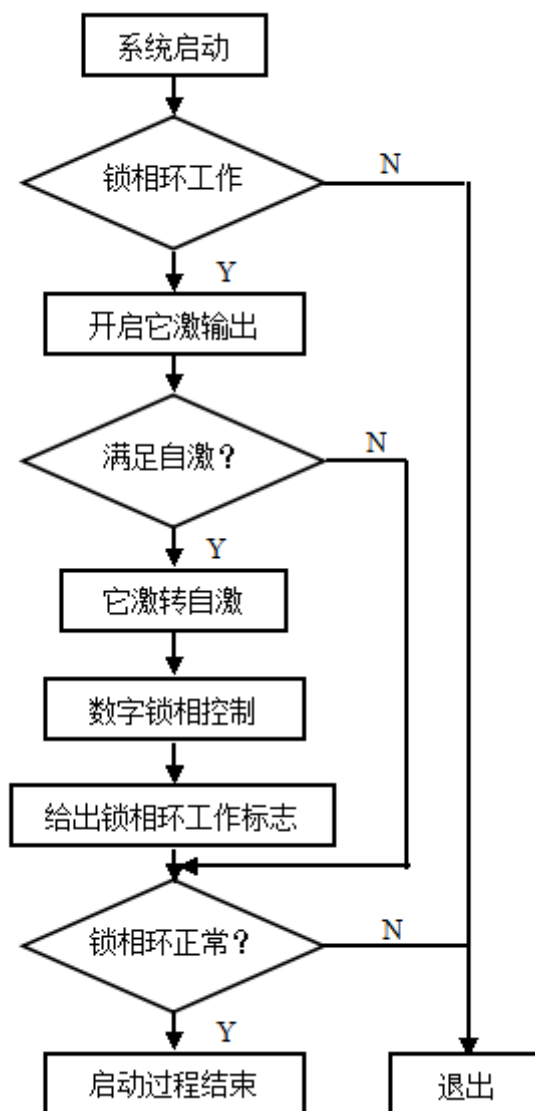 系统启动
锁相环工作
N
Y
开启它激输出
满足自激？
N
Y
它激转自激
数字锁相控制
给出锁相环工作标志
锁相环正常？
N
Y
启动过程结束
退出